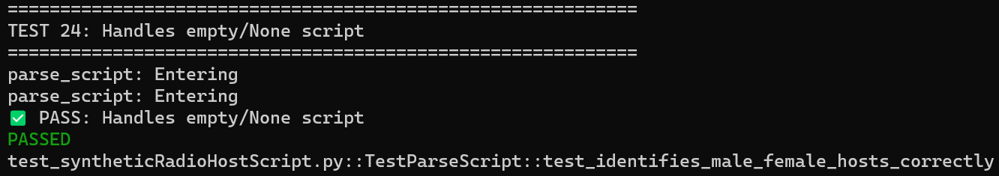 ============================================================
TEST 24: Handles empty/None script
============================================================
parse_script: Entering
parse_script: Entering
✅ PASS: Handles empty/None script
PASSED
test_syntheticRadioHostScript.py::TestParseScript::test_identifies_male_female_hosts_correctly